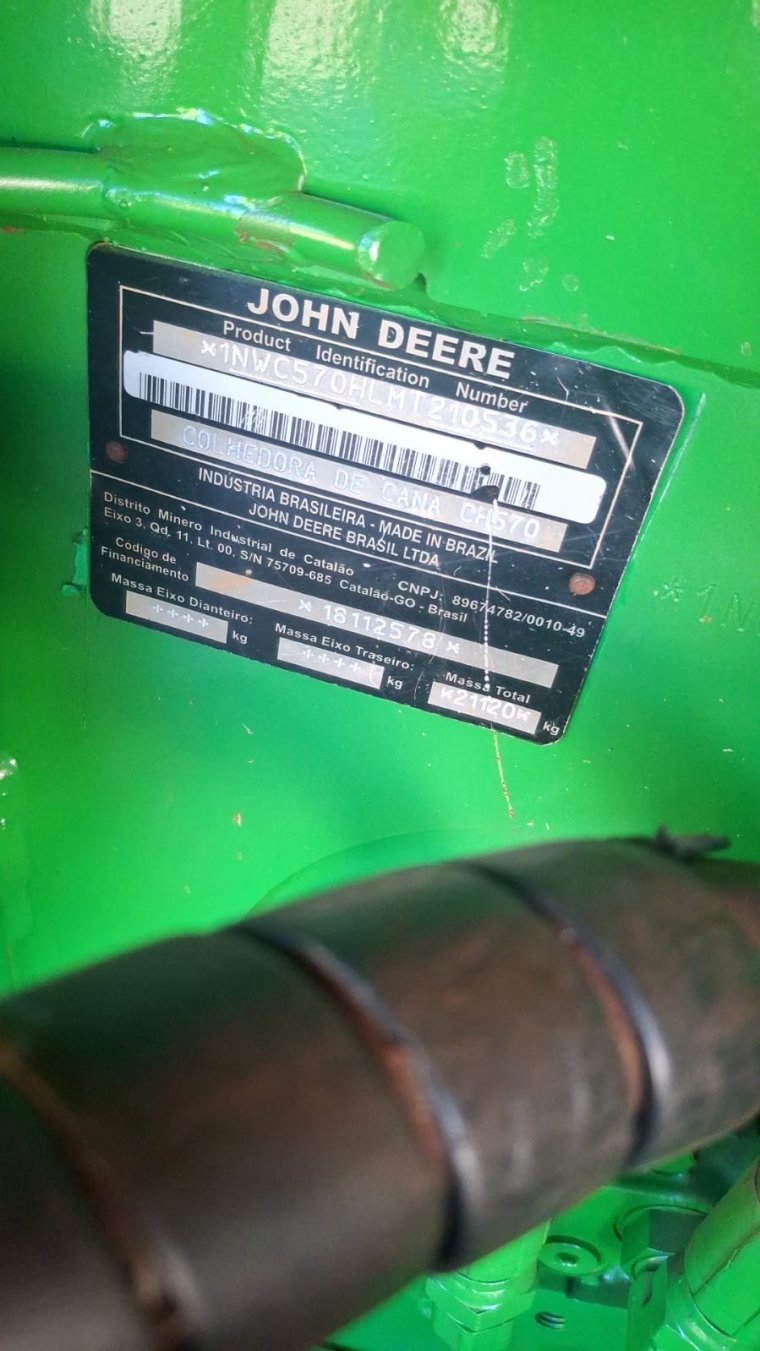 JOHN DEERE
Product Identification Number
*1NWC570HLMT210536*
COLHEDORA DE CANA CH570
INDÚSTRIA BRASILEIRA - MADE IN BRAZIL
JOHN DEERE BRASIL LTDA
Distrito Minero Industrial de Catalão CNPJ: 89674782/0010-49
Eixo 3, Qd. 11, Lt. 00, S/N 75709-685 Catalão-GO - Brasil
Código de Financiamento
* 18112578 *
Massa Eixo Dianteiro:
++++ kg
Massa Eixo Traseiro:
++++ kg
Massa Total
*21120* kg
*1N